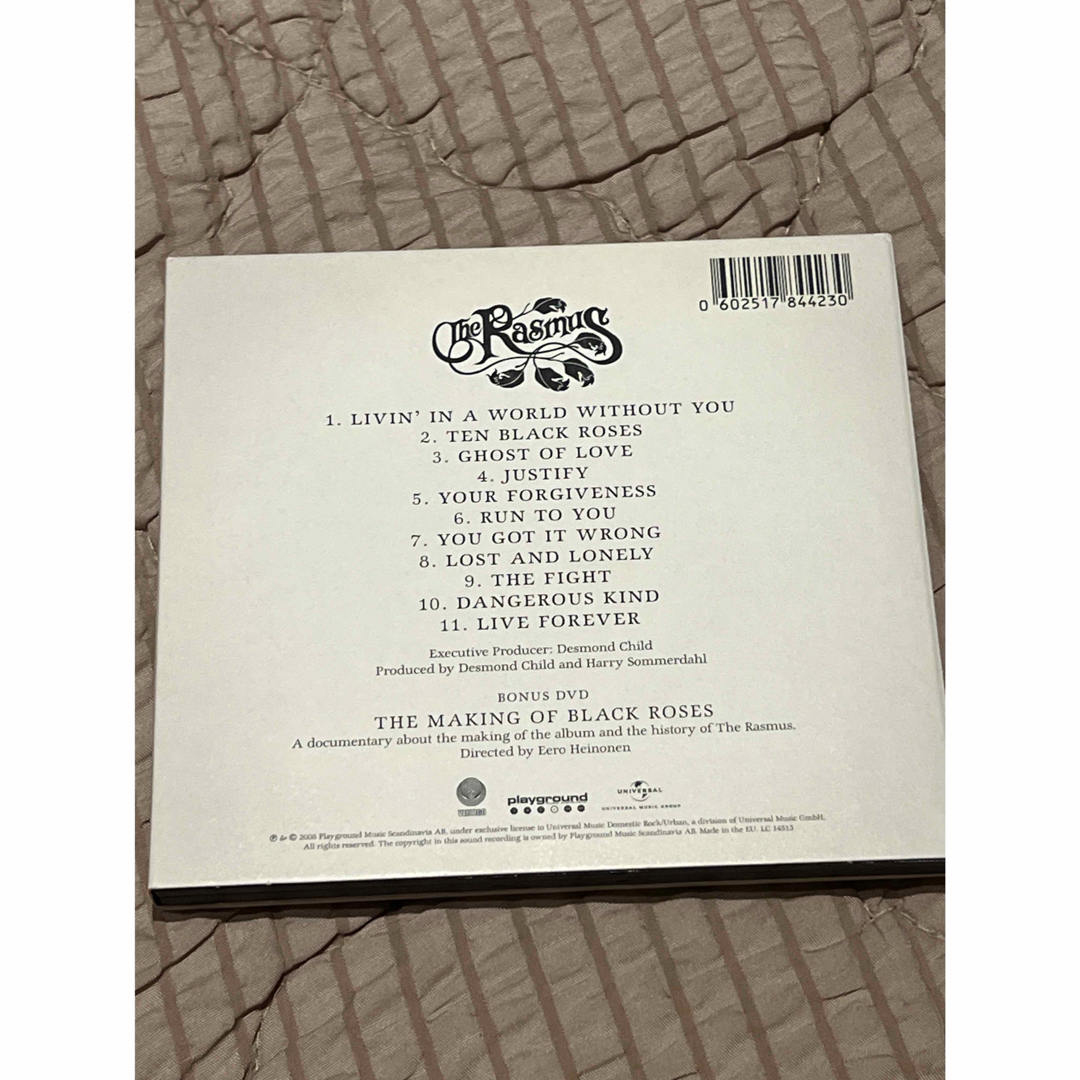 0 602517 844230
The Rasmus
1. LIVIN' IN A WORLD WITHOUT YOU
2. TEN BLACK ROSES
3. GHOST OF LOVE
4. JUSTIFY
5. YOUR FORGIVENESS
6. RUN TO YOU
7. YOU GOT IT WRONG
8. LOST AND LONELY
9. THE FIGHT
10. DANGEROUS KIND
11. LIVE FOREVER
Executive Producer: Desmond Child
Produced by Desmond Child and Harry Sommerdahl
BONUS DVD
THE MAKING OF BLACK ROSES
A documentary about the making of the album and the history of The Rasmus.
Directed by Eero Heinonen
VERTIGO
playground
UNIVERSAL
UNIVERSAL MUSIC GROUP
℗ & © 2008 Playground Music Scandinavia AB, under exclusive license to Universal Music Domestic Rock/Urban, a division of Universal Music GmbH.
All rights reserved. The copyright in this sound recording is owned by Playground Music Scandinavia AB. Made in the EU. LC 14513